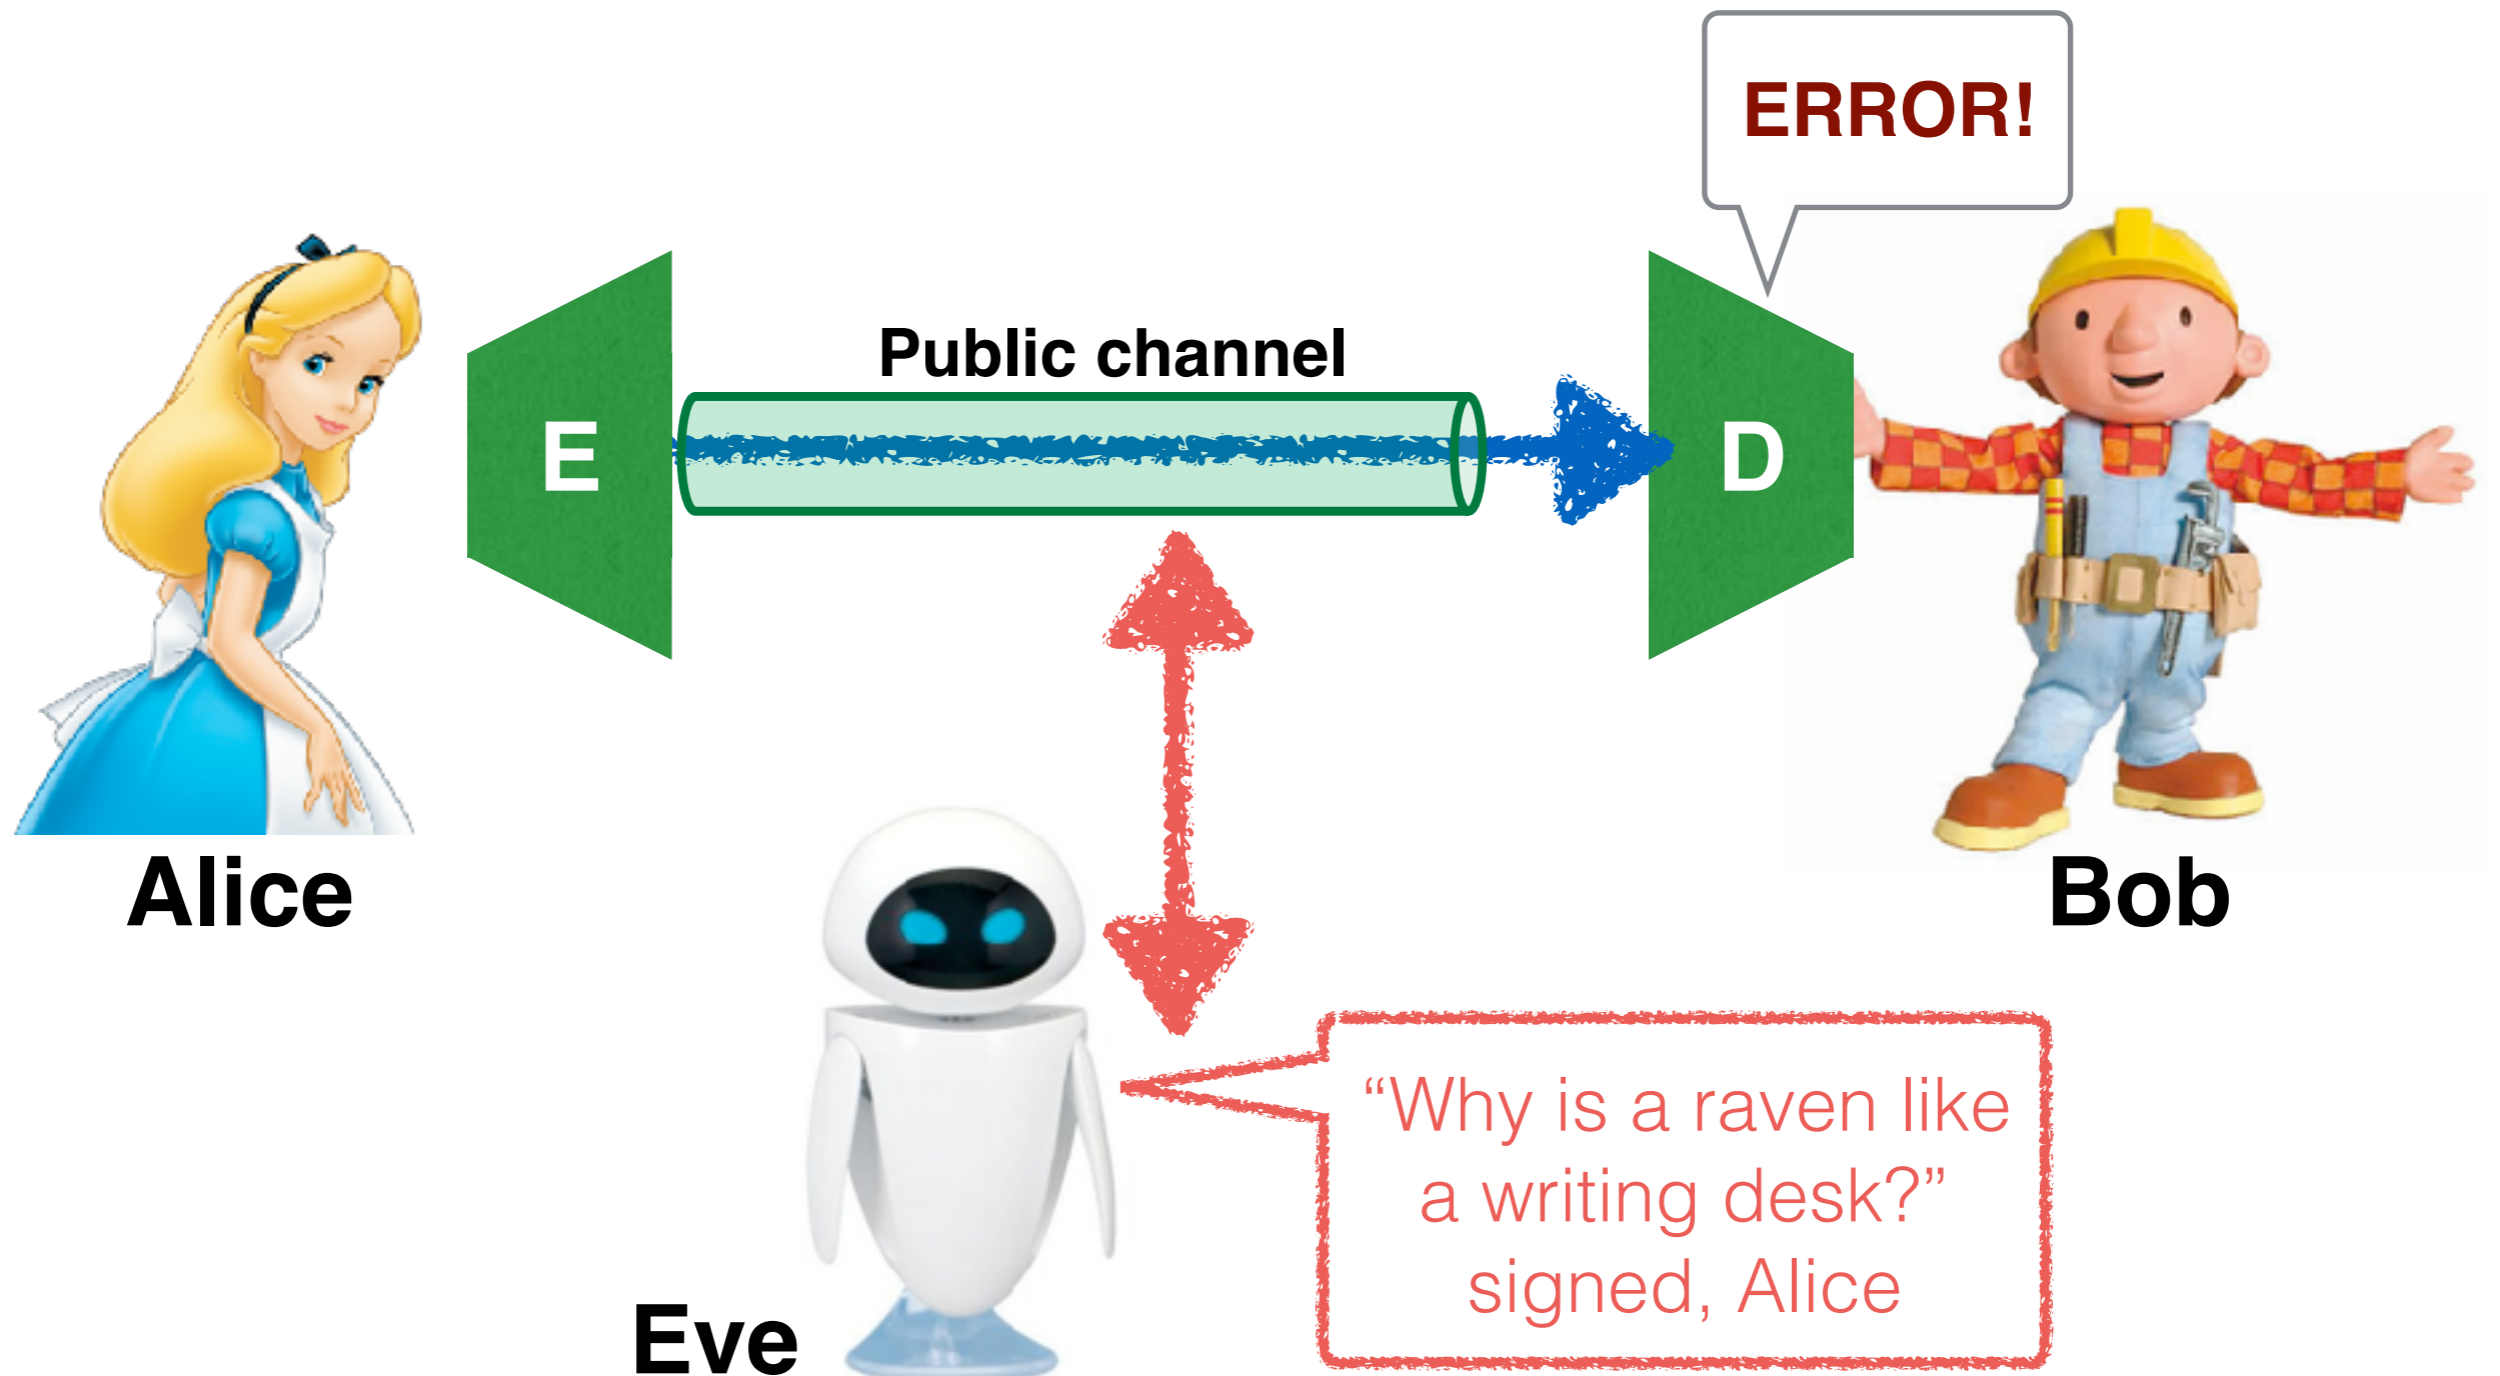 ERROR!
Public channel
E
D
Alice
Bob
“Why is a raven like
a writing desk?”
signed, Alice
Eve